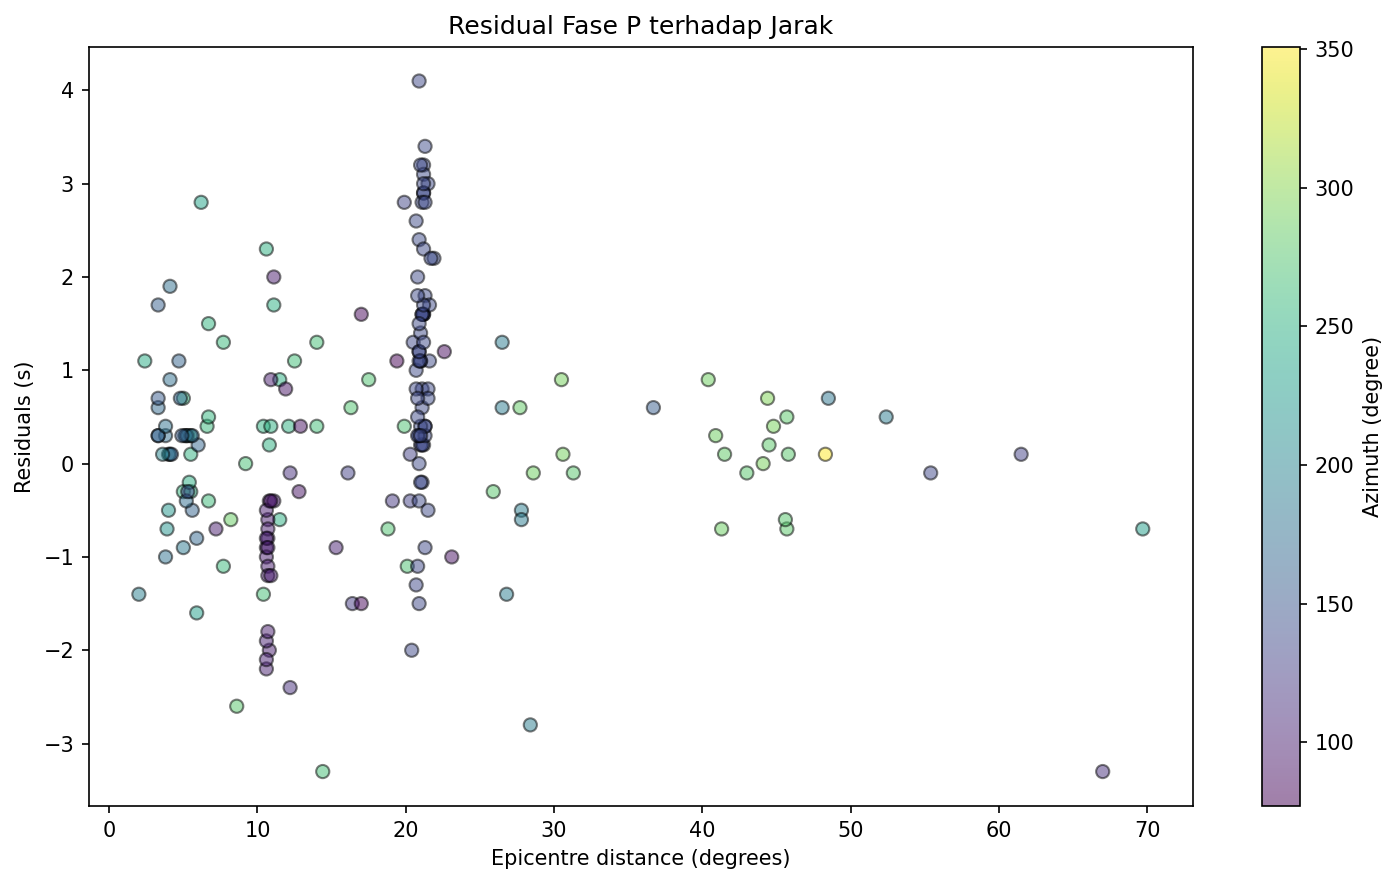 Residual Fase P terhadap Jarak
Residuals (s)
4
3
2
1
0
−1
−2
−3
0 10 20 30 40 50 60 70
Epicentre distance (degrees)
350
300
250
200
150
100
Azimuth (degree)